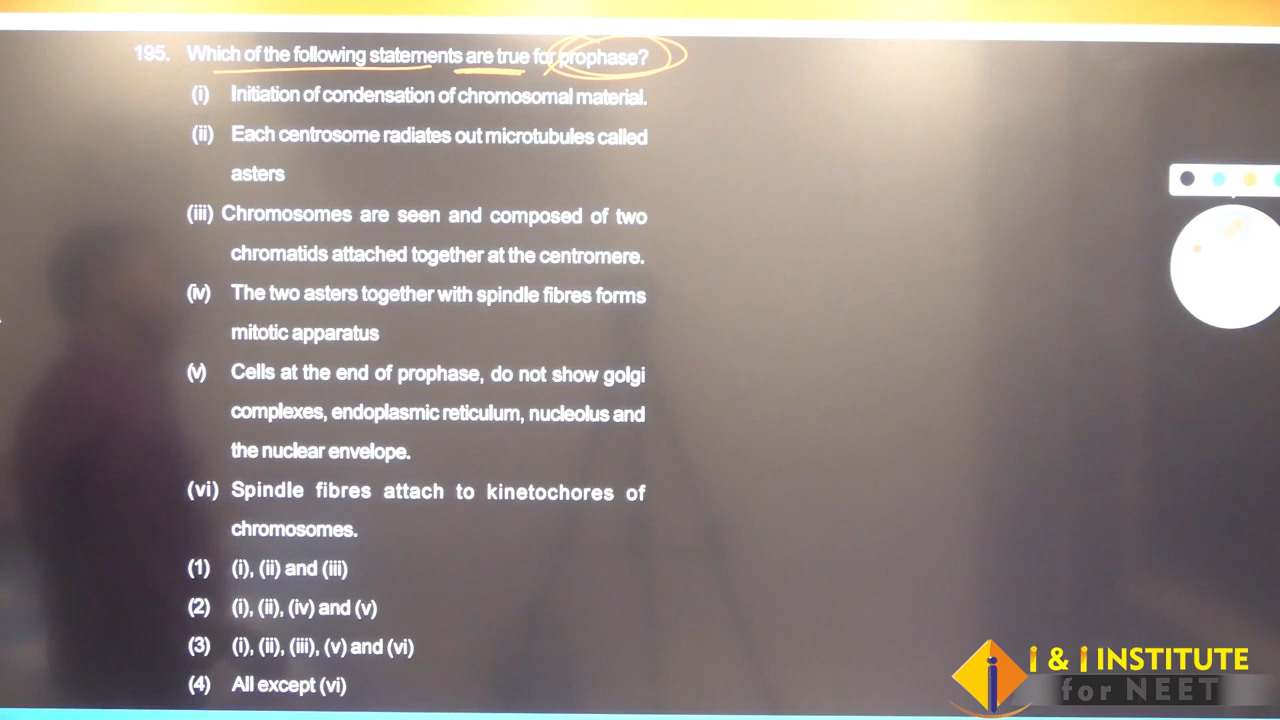 195. Which of the following statements are true for prophase?
(i) Initiation of condensation of chromosomal material.
(ii) Each centrosome radiates out microtubules called
asters
(iii) Chromosomes are seen and composed of two
chromatids attached together at the centromere.
(iv) The two asters together with spindle fibres forms
mitotic apparatus
(v) Cells at the end of prophase, do not show golgi
complexes, endoplasmic reticulum, nucleolus and
the nuclear envelope.
(vi) Spindle fibres attach to kinetochores of
chromosomes.
(1) (i), (ii) and (iii)
(2) (i), (ii), (iv) and (v)
(3) (i), (ii), (iii), (v) and (vi)
(4) All except (vi)
i & i INSTITUTE
for NEET